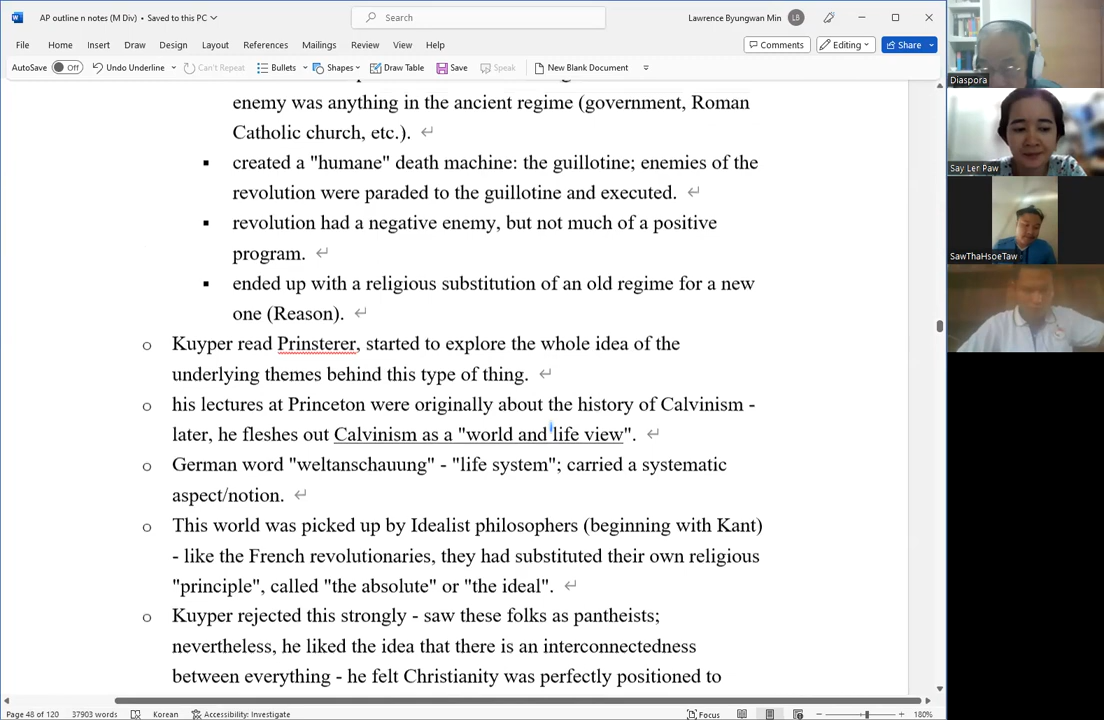 AP outline n notes (M Div) • Saved to this PC
Search
Lawrence Byungwan Min
LB
File Home Insert Draw Design Layout References Mailings Review View Help
Comments
Editing
Share
AutoSave Off Undo Underline Can't Repeat Bullets Shapes Draw Table Save Speak New Blank Document
enemy was anything in the ancient regime (government, Roman
Catholic church, etc.). ↵
▪ created a "humane" death machine: the guillotine; enemies of the
revolution were paraded to the guillotine and executed. ↵
▪ revolution had a negative enemy, but not much of a positive
program. ↵
▪ ended up with a religious substitution of an old regime for a new
one (Reason). ↵
o Kuyper read Prinsterer, started to explore the whole idea of the
underlying themes behind this type of thing. ↵
o his lectures at Princeton were originally about the history of Calvinism -
later, he fleshes out Calvinism as a "world and life view". ↵
o German word "weltanschauung" - "life system"; carried a systematic
aspect/notion. ↵
o This world was picked up by Idealist philosophers (beginning with Kant)
- like the French revolutionaries, they had substituted their own religious
"principle", called "the absolute" or "the ideal". ↵
o Kuyper rejected this strongly - saw these folks as pantheists;
nevertheless, he liked the idea that there is an interconnectedness
between everything - he felt Christianity was perfectly positioned to
Page 48 of 120 37903 words Korean Accessibility: Investigate Focus 180%
Diaspora
Say Ler Paw
SawThaHsoeTaw